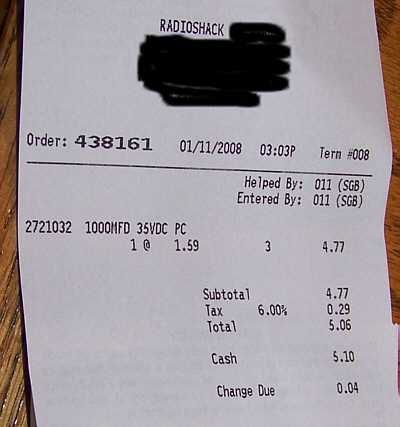 RADIOSHACK
Order: 438161 01/11/2008 03:03P Term #008
Helped By: 011 (SGB)
Entered By: 011 (SGB)
2721032 1000MFD 35VDC PC
1 @ 1.59 3 4.77
Subtotal 4.77
Tax 6.00% 0.29
Total 5.06
Cash 5.10
Change Due 0.04